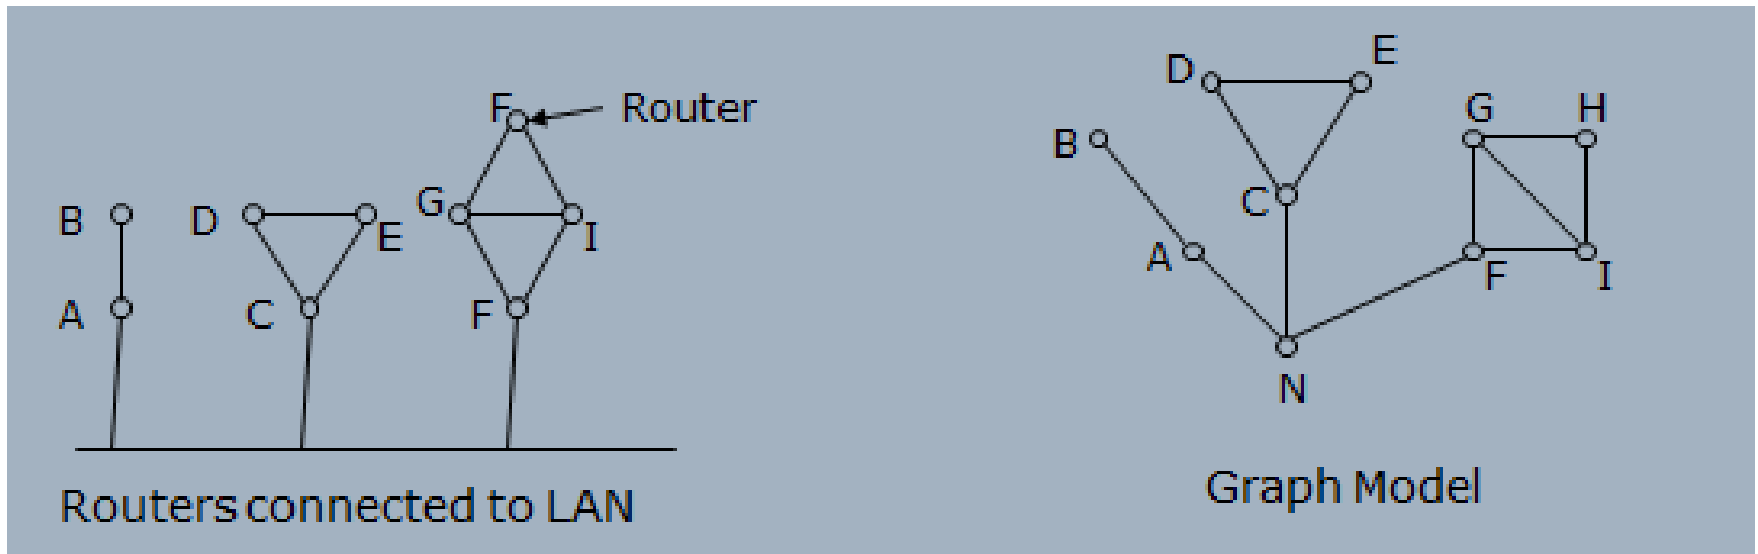 F Router
G
I
B D E
A C F
Routers connected to LAN
D E
G H
B
C
A
F I
N
Graph Model